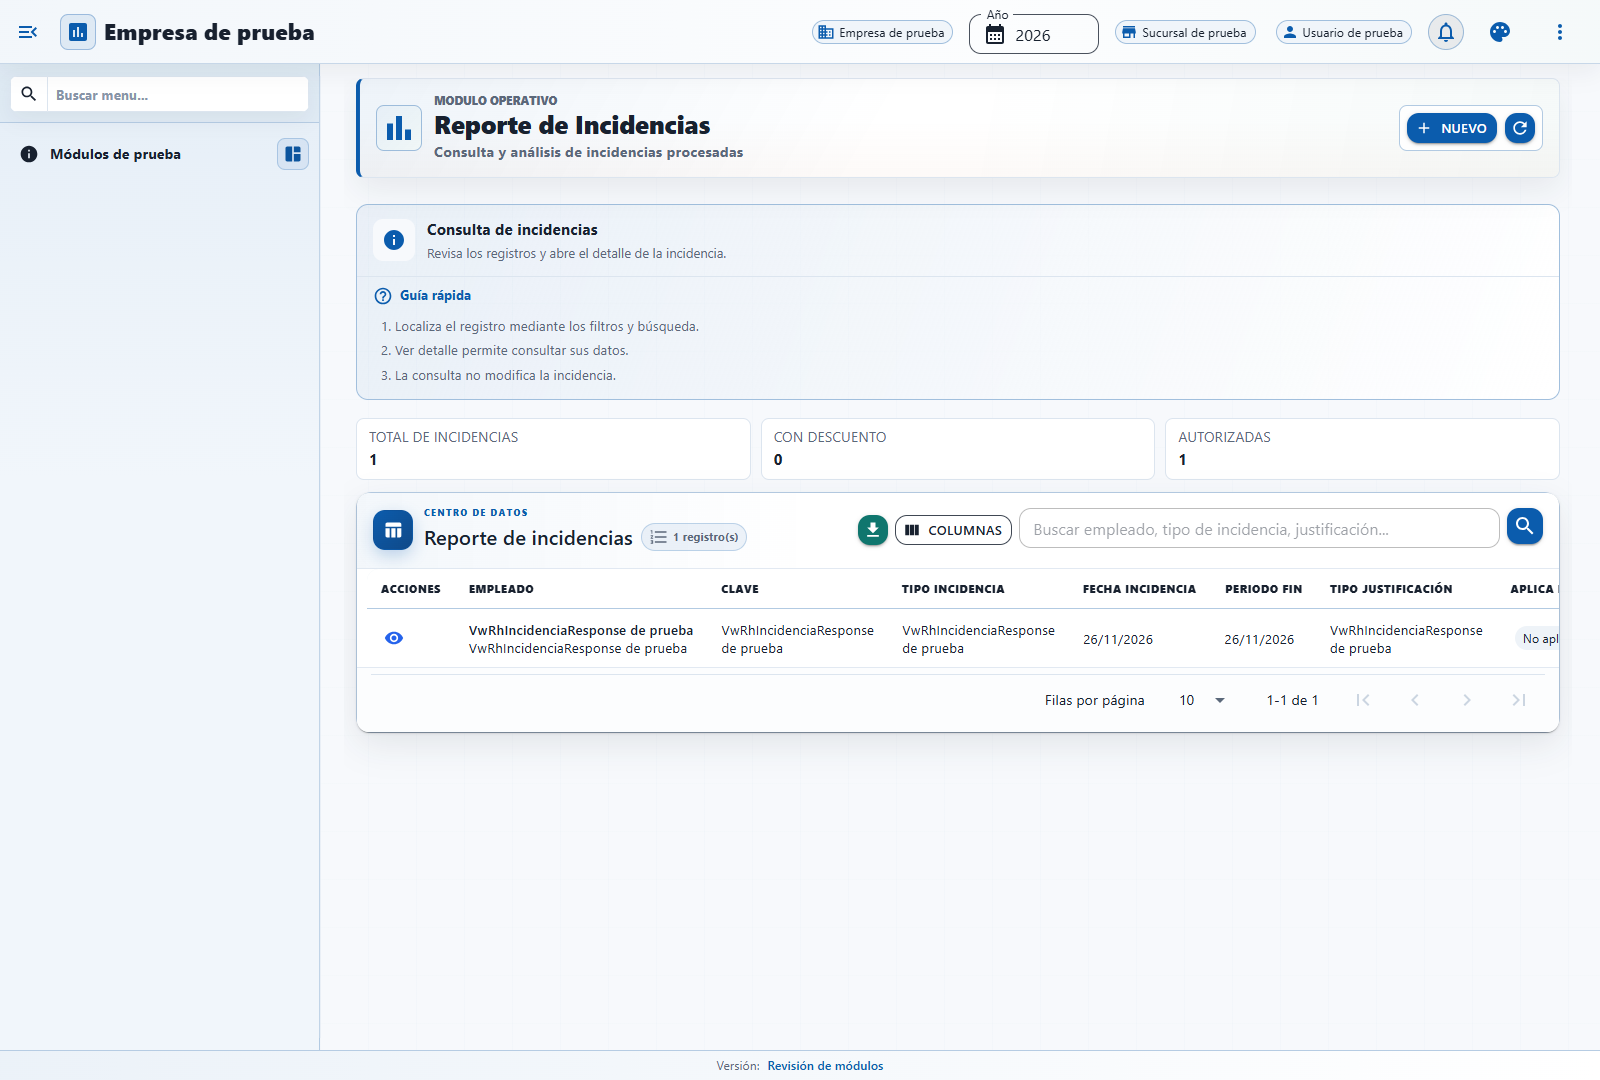 Empresa de prueba
Empresa de prueba
Año
2026
Sucursal de prueba
Usuario de prueba
Buscar menu...
Módulos de prueba
MODULO OPERATIVO
Reporte de Incidencias
Consulta y análisis de incidencias procesadas
NUEVO
Consulta de incidencias
Revisa los registros y abre el detalle de la incidencia.
Guía rápida
1. Localiza el registro mediante los filtros y búsqueda.
2. Ver detalle permite consultar sus datos.
3. La consulta no modifica la incidencia.
TOTAL DE INCIDENCIAS
1
CON DESCUENTO
0
AUTORIZADAS
1
CENTRO DE DATOS
Reporte de incidencias
1 registro(s)
COLUMNAS
Buscar empleado, tipo de incidencia, justificación...
ACCIONES EMPLEADO CLAVE TIPO INCIDENCIA FECHA INCIDENCIA PERIODO FIN TIPO JUSTIFICACIÓN APLICA
VwRhIncidenciaResponse de prueba
VwRhIncidenciaResponse de prueba
VwRhIncidenciaResponse
de prueba
VwRhIncidenciaResponse
de prueba
26/11/2026
26/11/2026
VwRhIncidenciaResponse
de prueba
No apl
Filas por página
10
1-1 de 1
Versión: Revisión de módulos